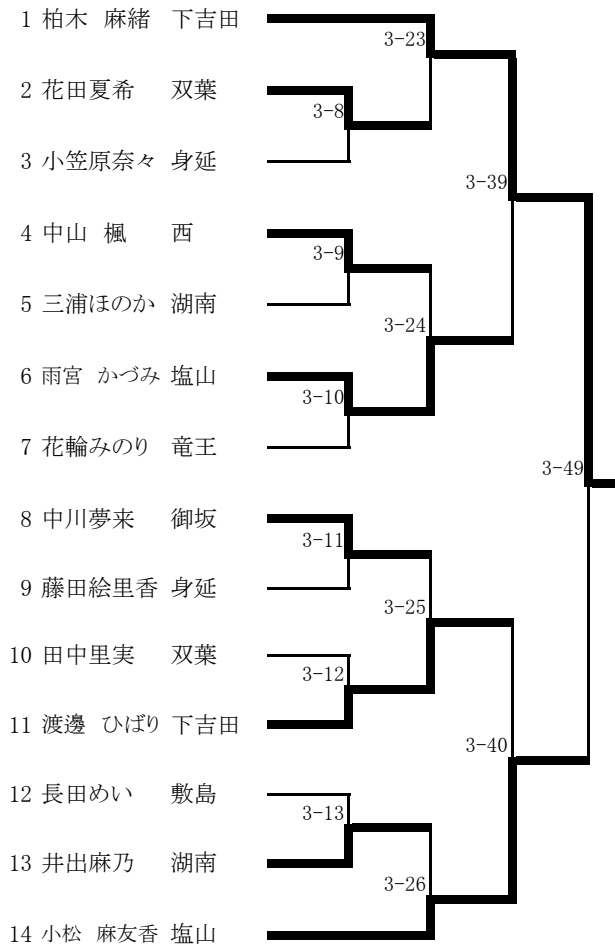 1 柏木 麻緒 下吉田
3-23
2 花田夏希 双葉
3-8
3 小笠原奈々 身延
3-39
4 中山 楓 西
3-9
5 三浦ほのか 湖南
3-24
6 雨宮 かづみ 塩山
3-10
7 花輪みのり 竜王
3-49
8 中川夢来 御坂
3-11
9 藤田絵里香 身延
3-25
10 田中里実 双葉
3-12
11 渡邊 ひばり 下吉田
3-40
12 長田めい 敷島
3-13
13 井出麻乃 湖南
3-26
14 小松 麻友香 塩山